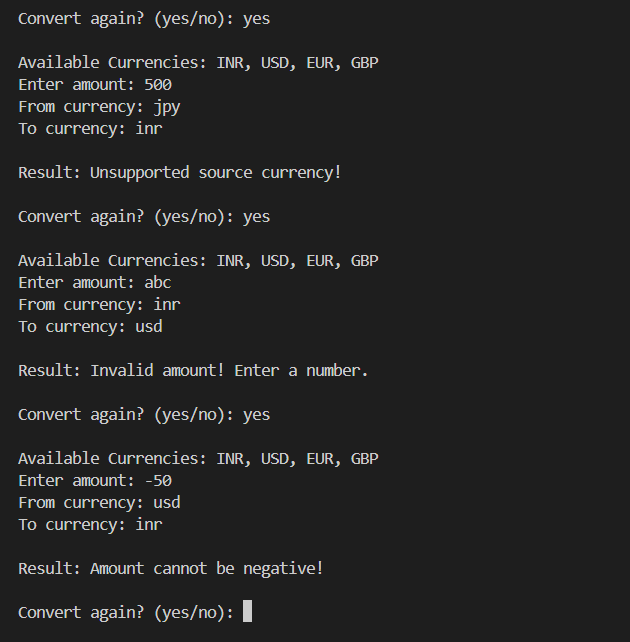 Convert again? (yes/no): yes
Available Currencies: INR, USD, EUR, GBP
Enter amount: 500
From currency: jpy
To currency: inr
Result: Unsupported source currency!
Convert again? (yes/no): yes
Available Currencies: INR, USD, EUR, GBP
Enter amount: abc
From currency: inr
To currency: usd
Result: Invalid amount! Enter a number.
Convert again? (yes/no): yes
Available Currencies: INR, USD, EUR, GBP
Enter amount: -50
From currency: usd
To currency: inr
Result: Amount cannot be negative!
Convert again? (yes/no):